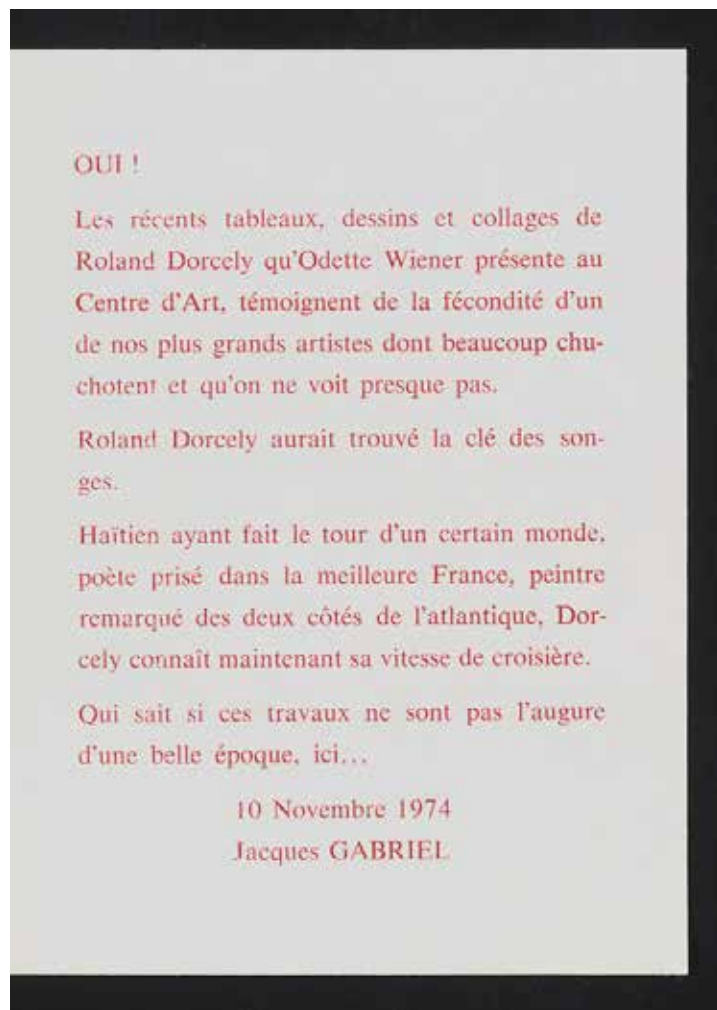 OUI !
Les récents tableaux, dessins et collages de
Roland Dorcely qu'Odette Wiener présente au
Centre d'Art, témoignent de la fécondité d'un
de nos plus grands artistes dont beaucoup chu-
chotent et qu'on ne voit presque pas.
Roland Dorcely aurait trouvé la clé des son-
ges.
Haïtien ayant fait le tour d'un certain monde,
poète prisé dans la meilleure France, peintre
remarqué des deux côtés de l'atlantique, Dor-
cely connaît maintenant sa vitesse de croisière.
Qui sait si ces travaux ne sont pas l'augure
d'une belle époque, ici...
10 Novembre 1974
Jacques GABRIEL